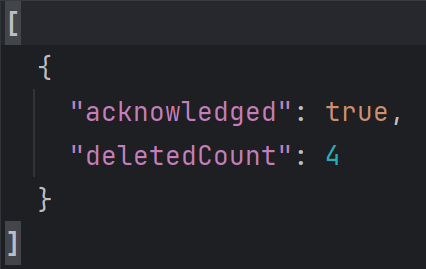 [
  {
    "acknowledged": true,
    "deletedCount": 4
  }
]